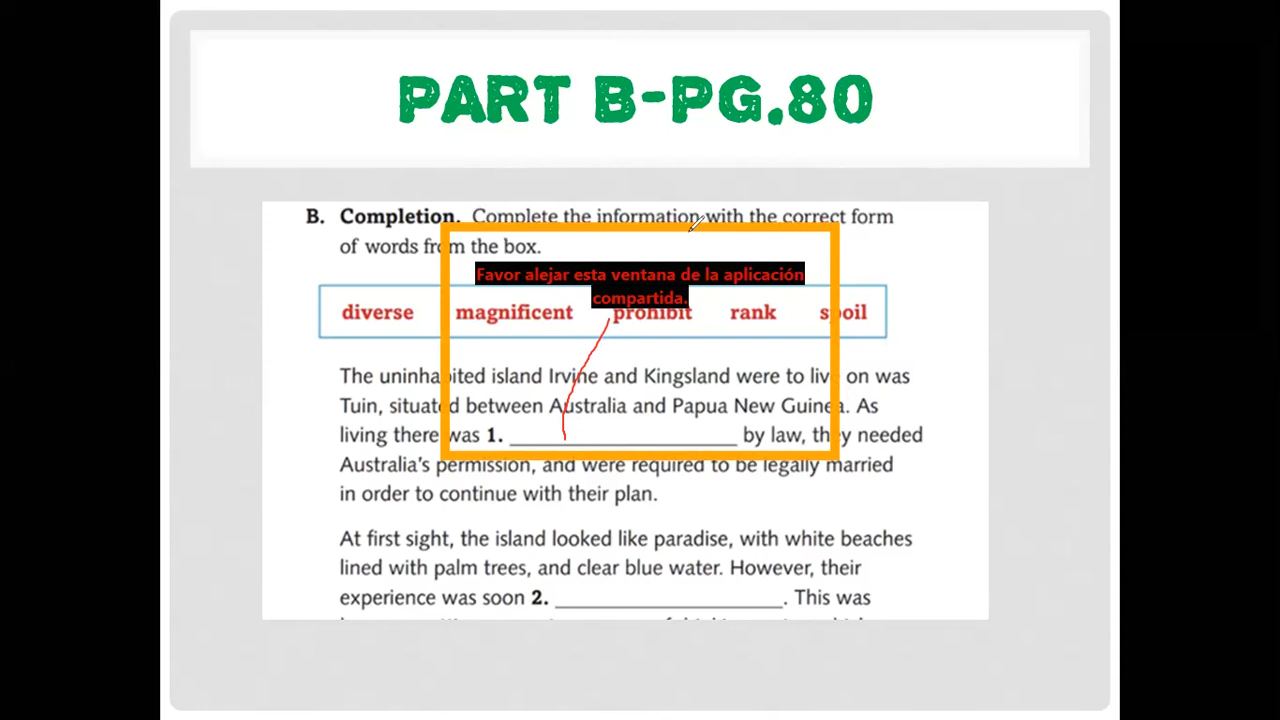 PART B-PG.80
B. Completion. Complete the information with the correct form
of words from the box.
Favor alejar esta ventana de la aplicación
compartida.
diverse magnificent prohibit rank spoil
The uninhabited island Irvine and Kingsland were to live on was
Tuin, situated between Australia and Papua New Guinea. As
living there was 1. ____________________ by law, they needed
Australia's permission, and were required to be legally married
in order to continue with their plan.
At first sight, the island looked like paradise, with white beaches
lined with palm trees, and clear blue water. However, their
experience was soon 2. ____________________. This was